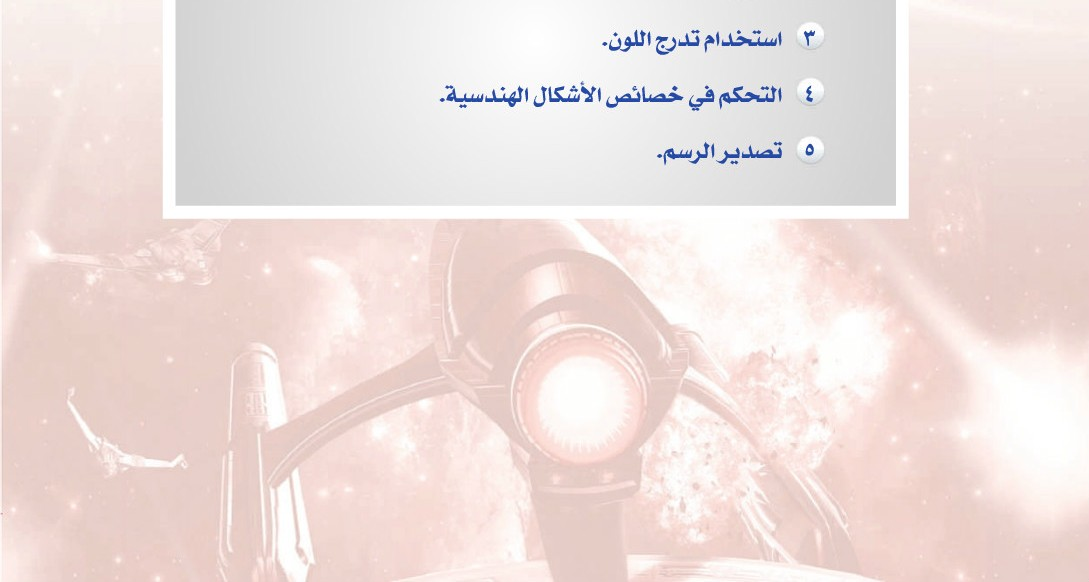 ٣ استخدام تدرج اللون.
٤ التحكم في خصائص الأشكال الهندسية.
٥ تصدير الرسم.